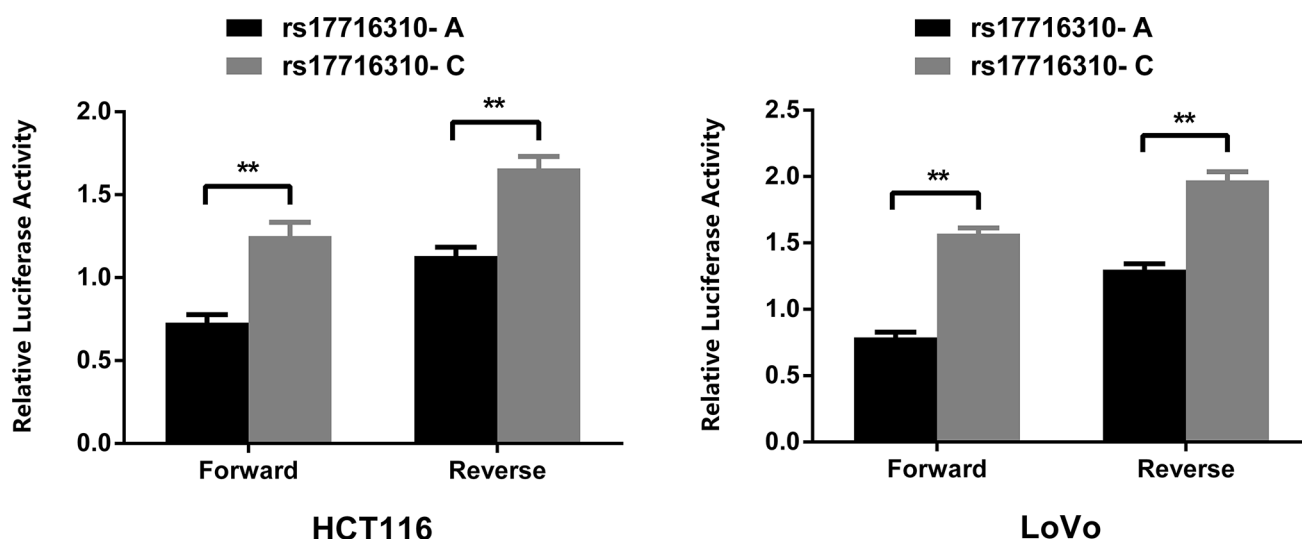 rs17716310- A
rs17716310- C
Relative Luciferase Activity
2.0
1.5
1.0
0.5
0.0
**
**
Forward
Reverse
HCT116
rs17716310- A
rs17716310- C
Relative Luciferase Activity
2.5
2.0
1.5
1.0
0.5
0.0
**
**
Forward
Reverse
LoVo